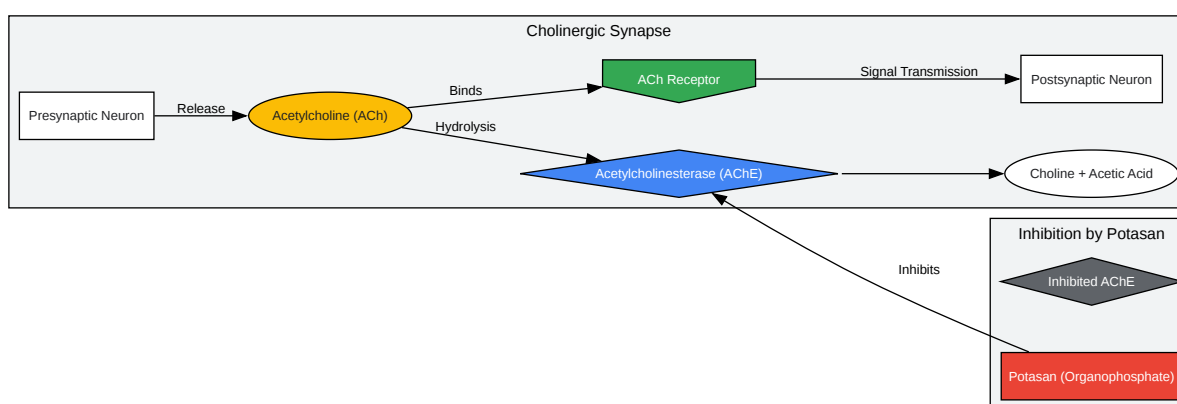 Cholinergic Synapse
Presynaptic Neuron
Release
Acetylcholine (ACh)
Binds
ACh Receptor
Signal Transmission
Postsynaptic Neuron
Hydrolysis
Acetylcholinesterase (AChE)
Choline + Acetic Acid
Inhibition by Potasan
Inhibits
Inhibited AChE
Potasan (Organophosphate)